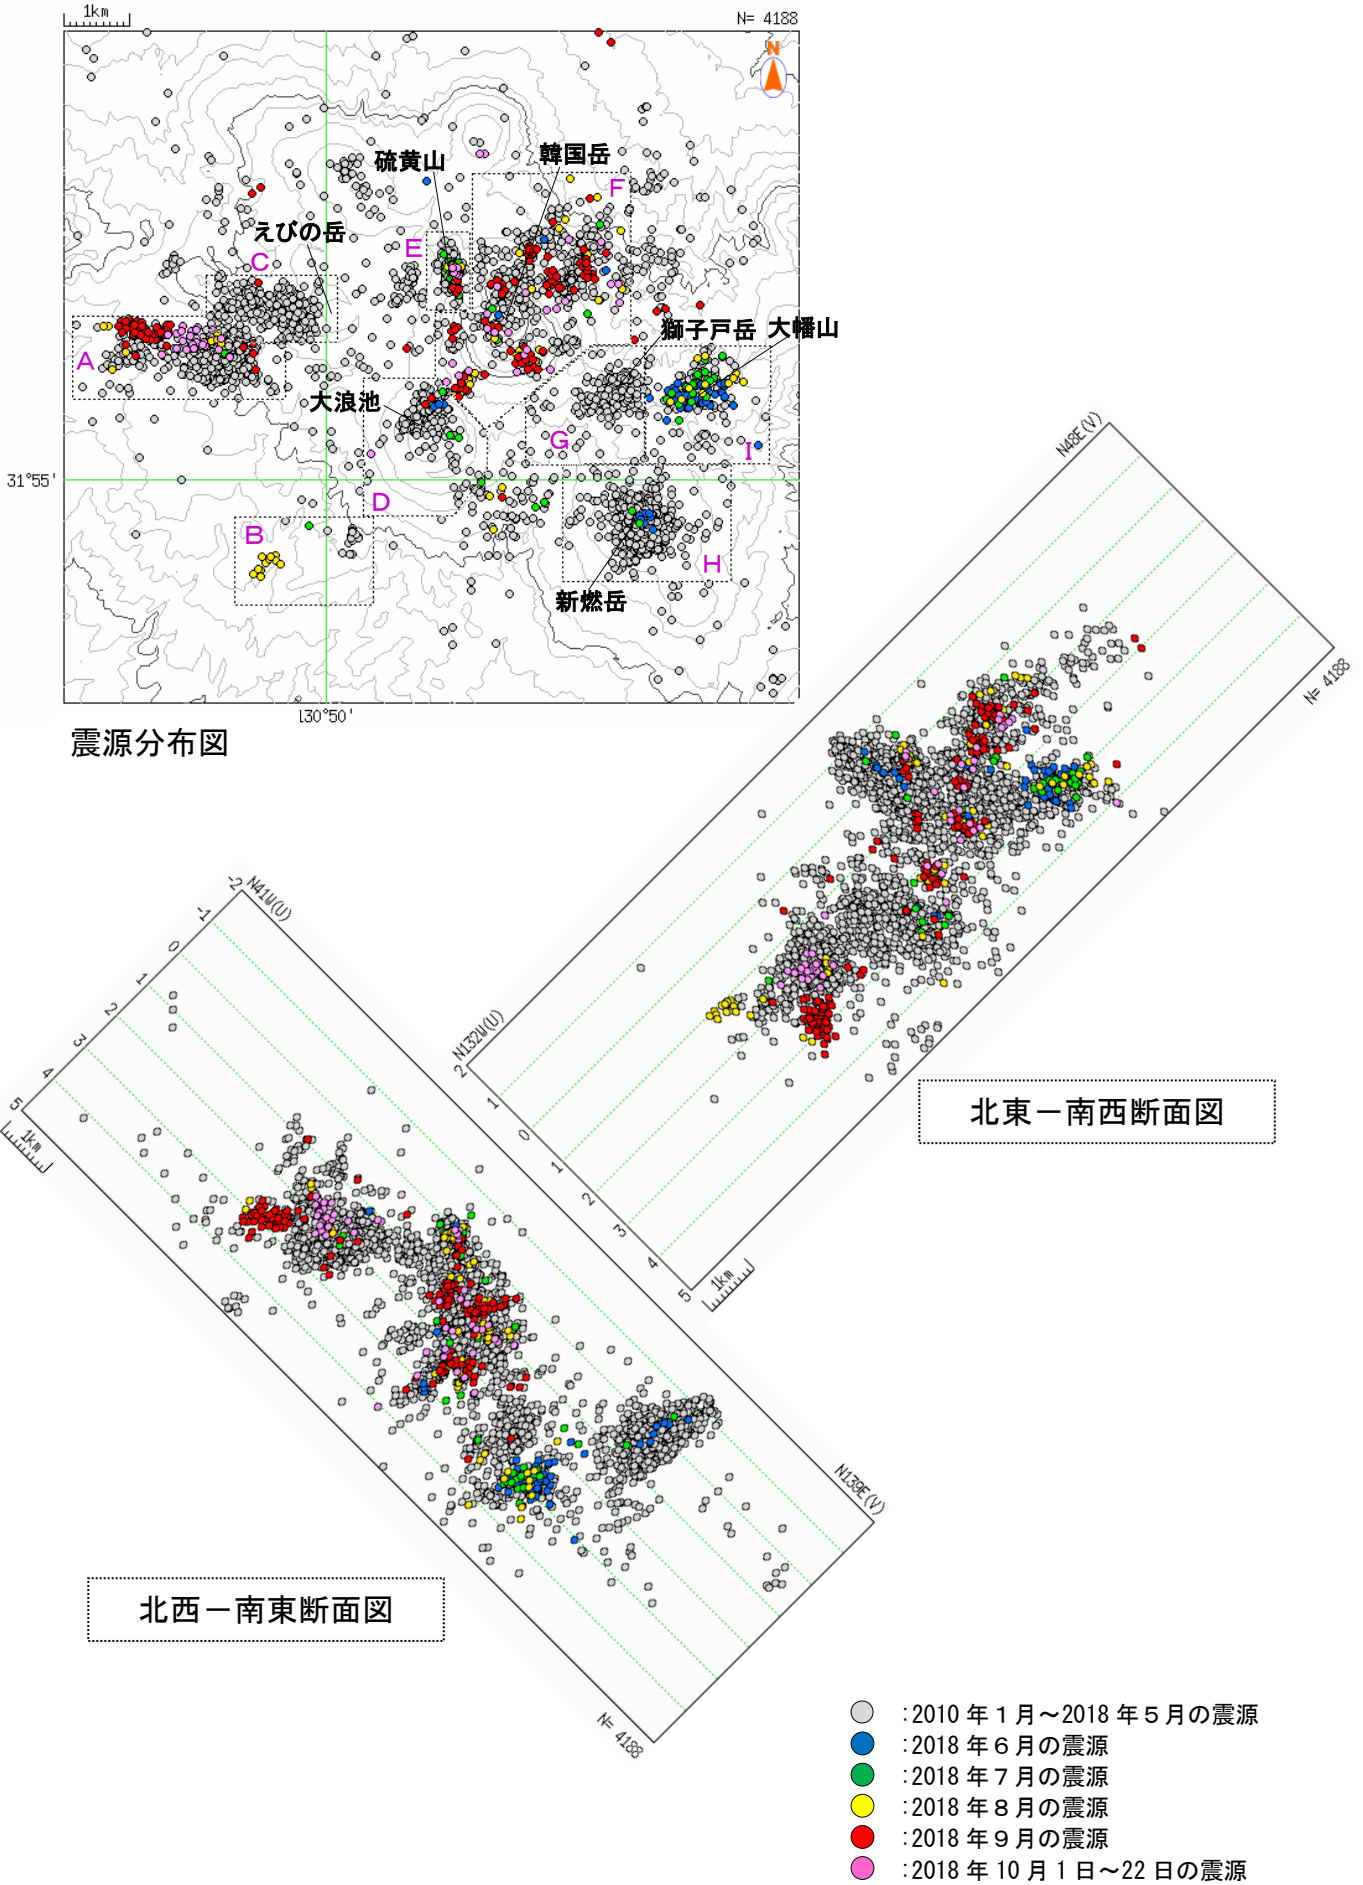 1km
N= 4188
N
硫黄山
韓国岳
F
えびの岳
E
C
獅子戸岳
大幡山
A
大浪池
G
I
31°55'
D
B
H
新燃岳
130°50'
震源分布図
N48E(V)
N= 4188
N132W(U)
2
1
0
1
2
3
4
5
1km
北東－南西断面図
-2
N41W(U)
-1
0
1
2
3
4
5
1km
N139E(V)
N= 4188
北西－南東断面図
：2010 年１月～2018 年５月の震源
：2018 年６月の震源
：2018 年７月の震源
：2018 年８月の震源
：2018 年９月の震源
：2018 年 10 月 1 日～22 日の震源